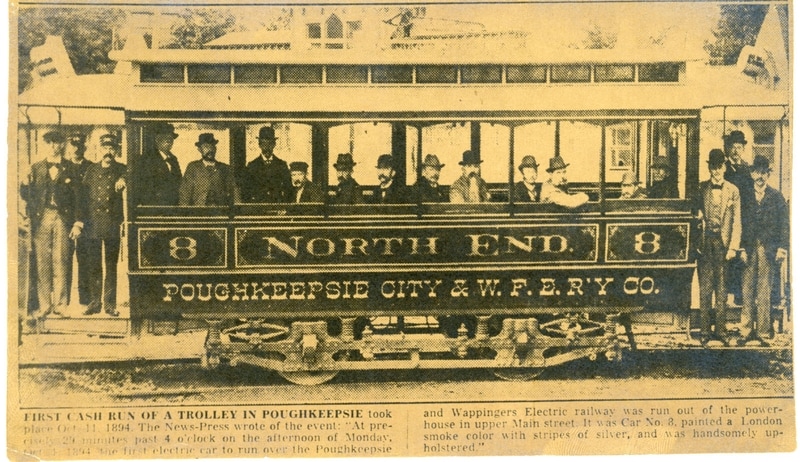 8 NORTH END. 8
POUGHKEEPSIE CITY & W. F. E. R'Y CO.
FIRST CASH RUN OF A TROLLEY IN POUGHKEEPSIE took
place Oct. 11, 1894. The News-Press wrote of the event: "At pre-
cisely 29 minutes past 4 o'clock on the afternoon of Monday,
1894 the first electric car to run over the Poughkeepsie
and Wappingers Electric railway was run out of the power-
house in upper Main street. It was Car No. 8, painted a London
smoke color with stripes of silver, and was handsomely up-
holstered."